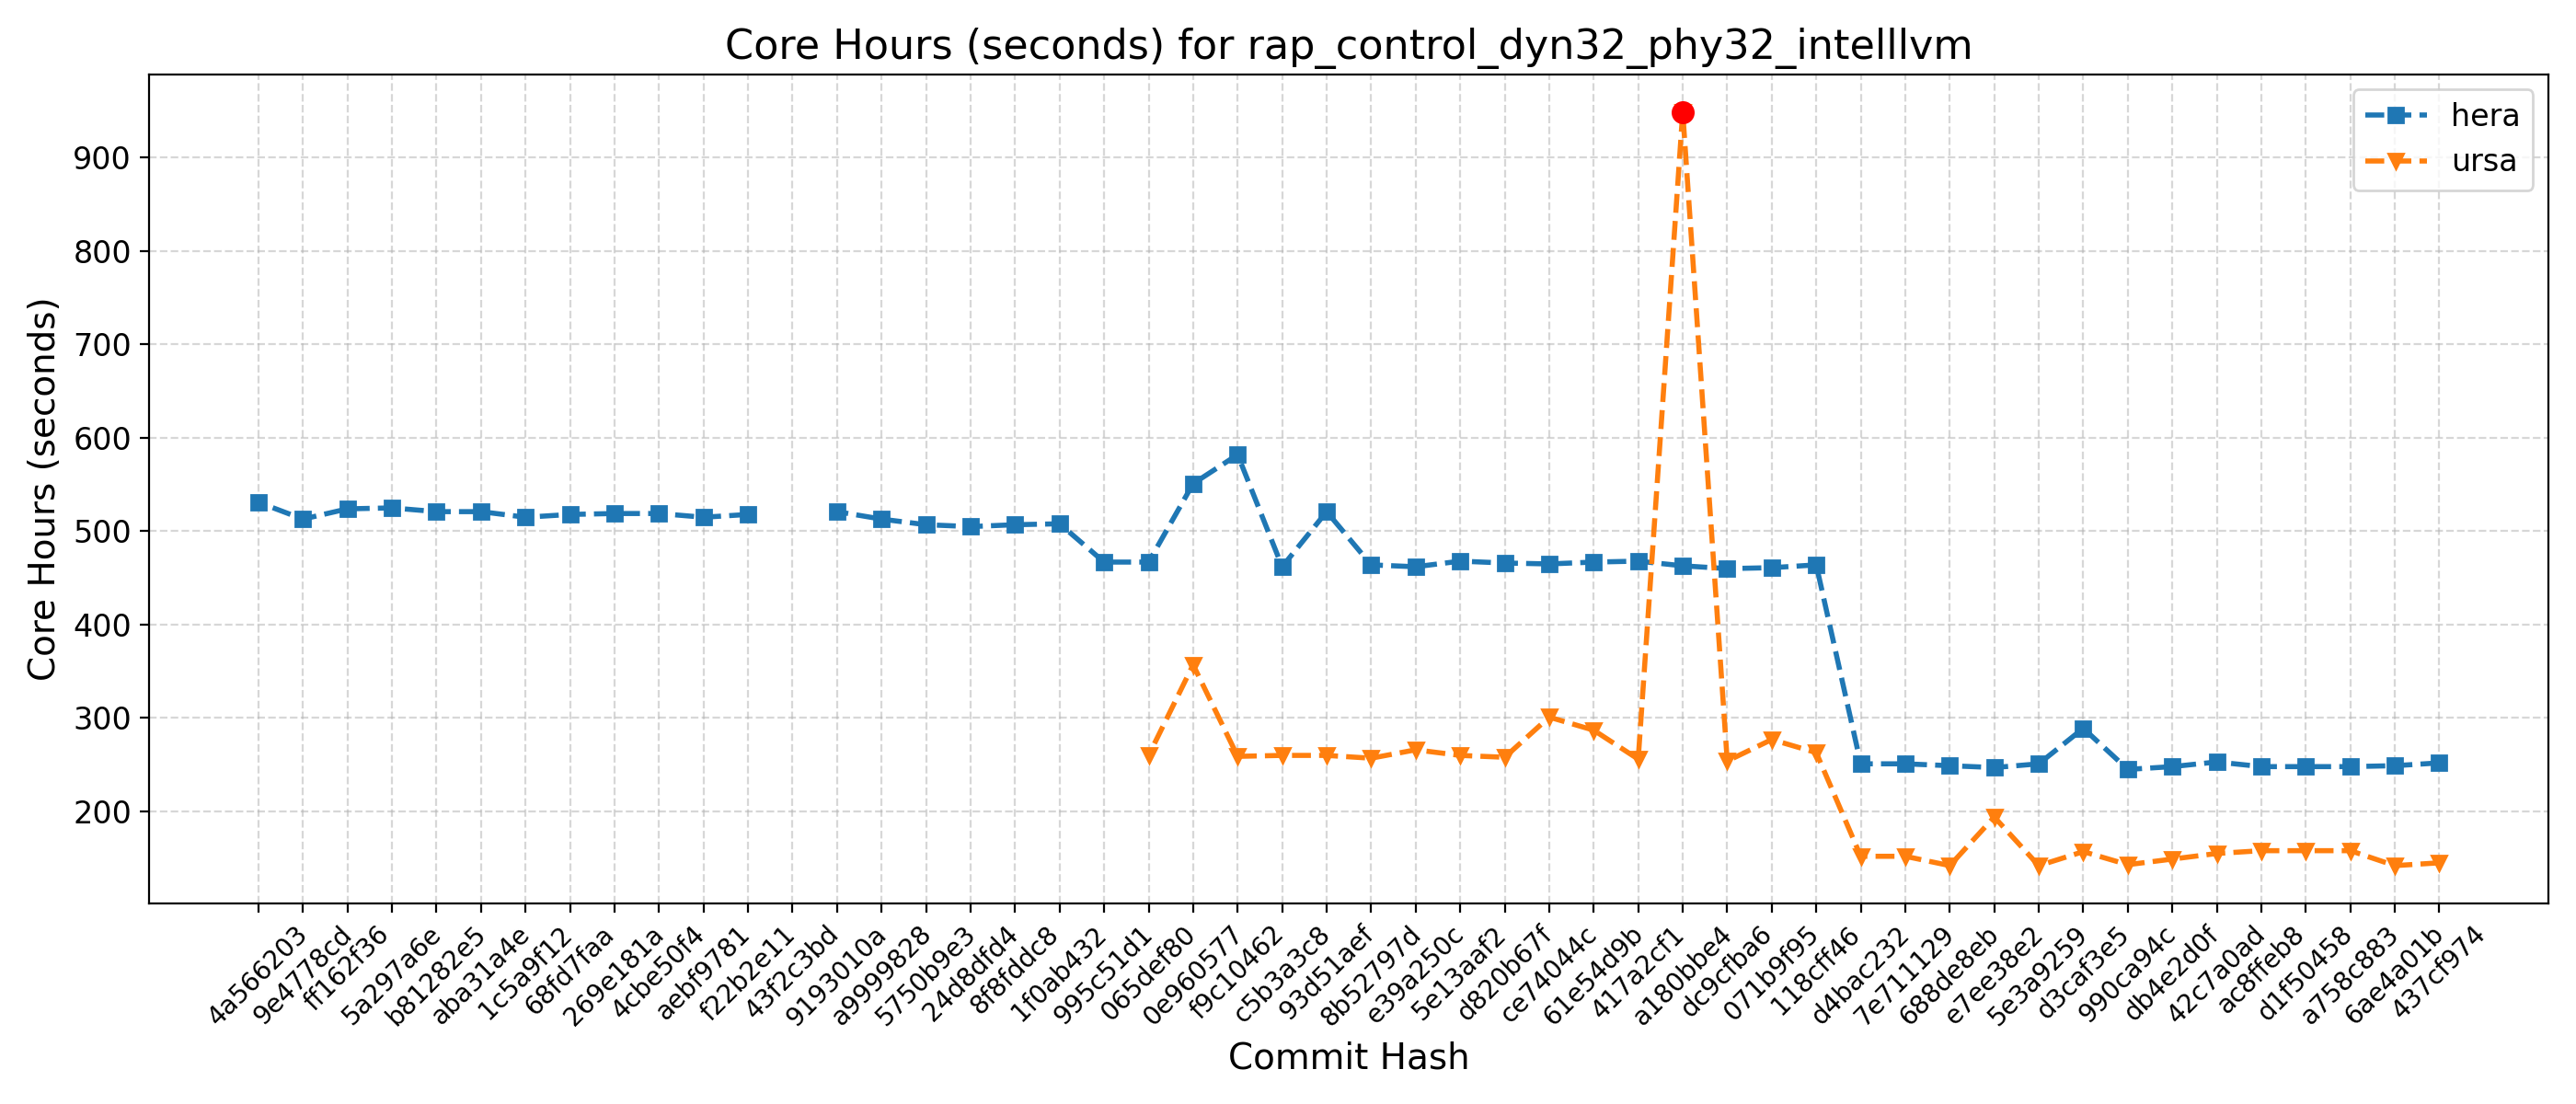 Core Hours (seconds) for rap_control_dyn32_phy32_intelllvm
hera
ursa
Core Hours (seconds)
900
800
700
600
500
400
300
200
4a566203
9e4778cd
ff162f36
5a297a6e
b81282e5
aba31a4e
1c5a9f12
68fd7faa
269e181a
4cbe50f4
aebf9781
f22b2e11
43f2c3bd
9193010a
a9999828
5750b9e3
24d8dfd4
8f8fddc8
1f0ab432
995c51d1
065def80
0e960577
f9c10462
c5b3a3c8
93d51aef
8b52797d
e39a250c
5e13aaf2
d820b67f
ce74044c
61e54d9b
417a2cf1
a180bbe4
dc9cfba6
071b9f95
118cff46
d4bac232
7e711129
688de8eb
e7ee38e2
5e3a9259
d3caf3e5
990ca94c
db4e2d0f
42c7a0ad
ac8ffeb8
d1f50458
a758c883
6ae4a01b
437cf974
Commit Hash